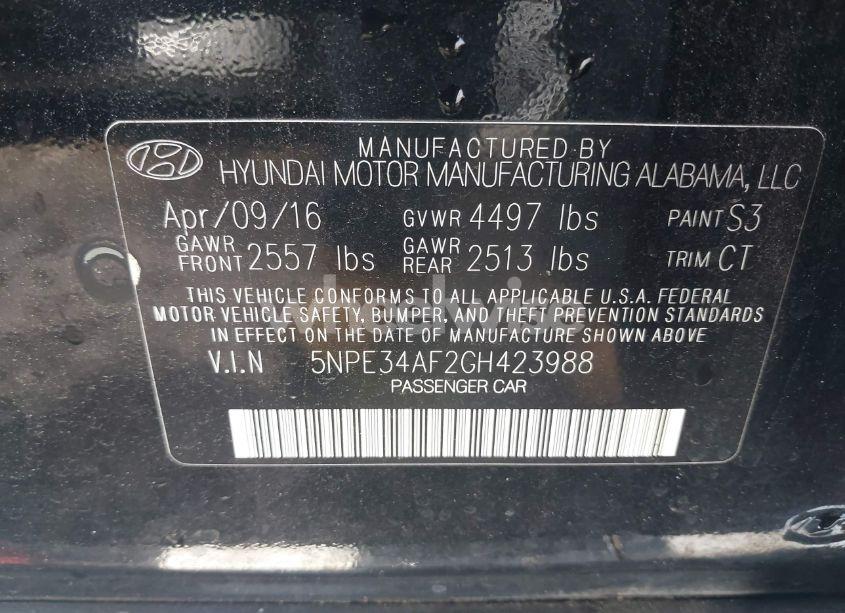 MANUFACTURED BY
HYUNDAI MOTOR MANUFACTURING ALABAMA, LLC
Apr/09/16 GVWR 4497 lbs PAINT S3
GAWR FRONT 2557 lbs GAWR REAR 2513 lbs TRIM CT
THIS VEHICLE CONFORMS TO ALL APPLICABLE U.S.A. FEDERAL
MOTOR VEHICLE SAFETY, BUMPER, AND THEFT PREVENTION STANDARDS
IN EFFECT ON THE DATE OF MANUFACTURE SHOWN ABOVE
V.I.N 5NPE34AF2GH423988
PASSENGER CAR